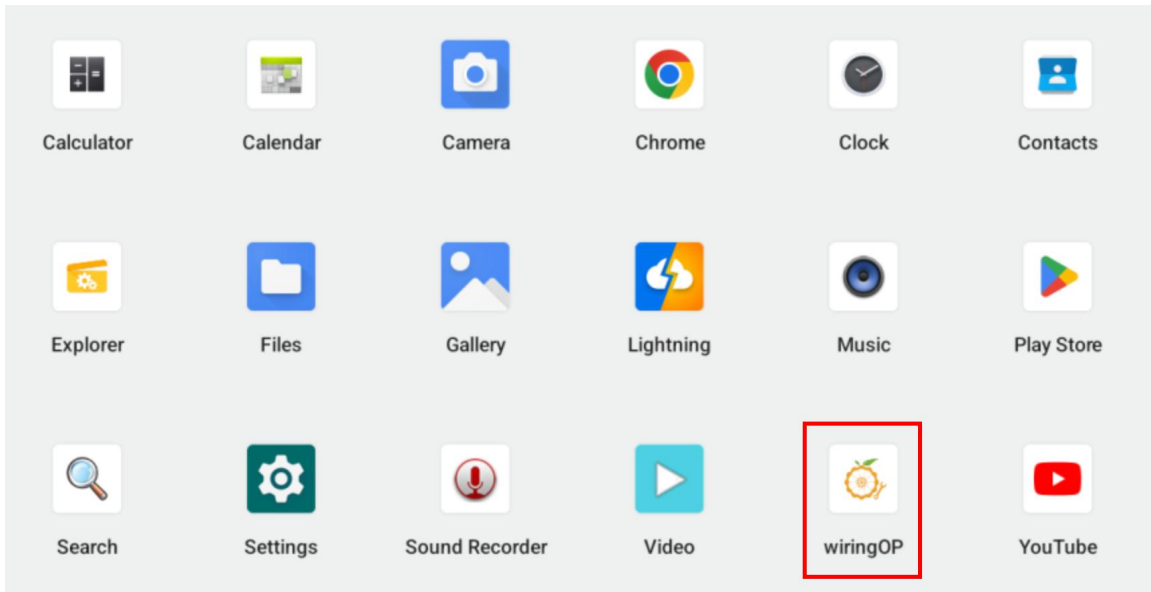 Calculator Calendar Camera Chrome Clock Contacts
Explorer Files Gallery Lightning Music Play Store
Search Settings Sound Recorder Video wiringOP YouTube